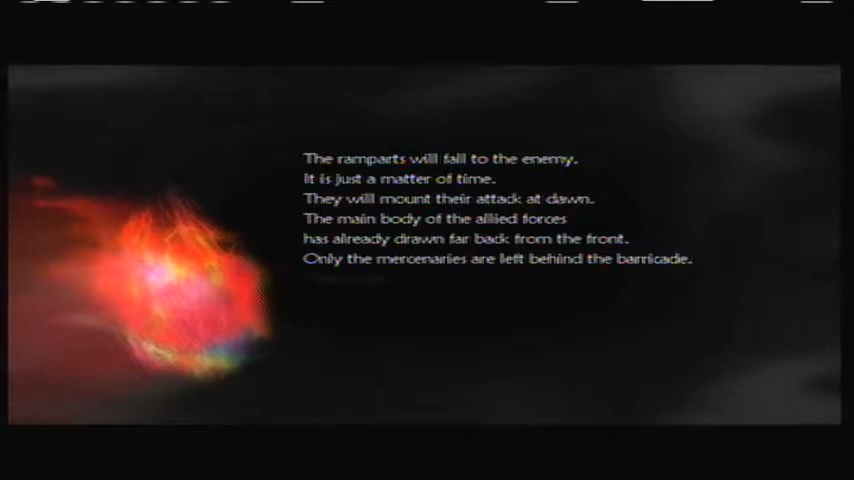 The ramparts will fall to the enemy.
It is just a matter of time.
They will mount their attack at dawn.
The main body of the allied forces
has already drawn far back from the front.
Only the mercenaries are left behind the barricade.